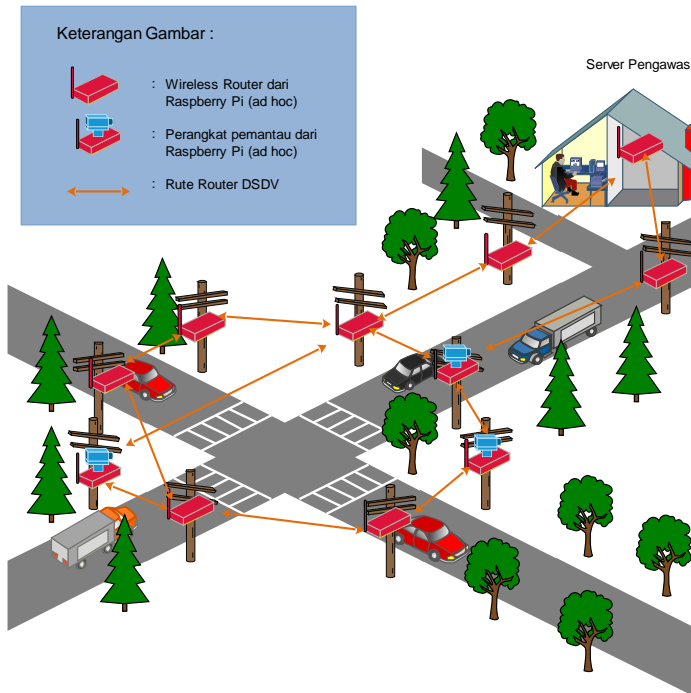 Keterangan Gambar :
: Wireless Router dari
Raspberry Pi (ad hoc)
: Perangkat pemantau dari
Raspberry Pi (ad hoc)
: Rute Router DSDV
Server Pengawas